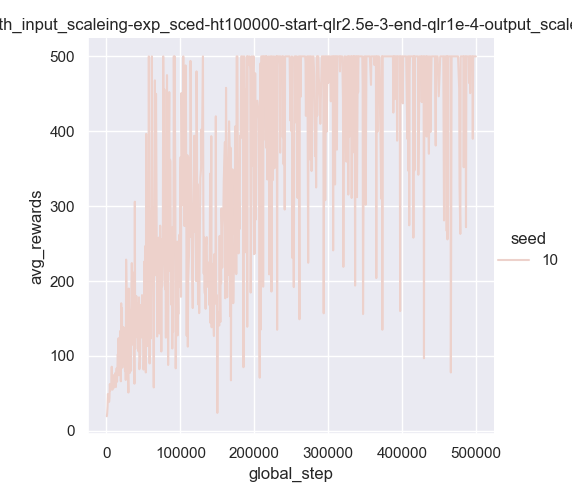 th_input_scaleing-exp_sced-ht100000-start-qlr2.5e-3-end-qlr1e-4-output_scale
500
400
300
200
100
0
avg_rewards
0 100000 200000 300000 400000 500000
global_step
seed
10